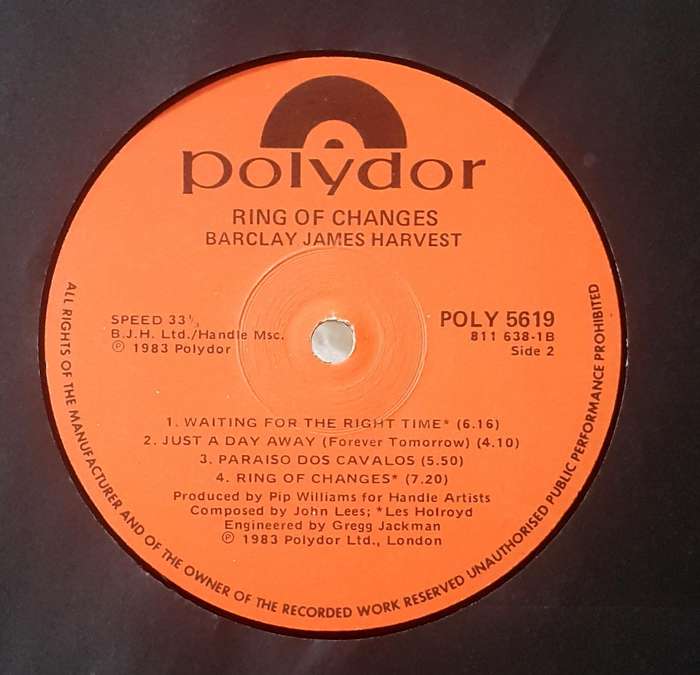 polydor
RING OF CHANGES
BARCLAY JAMES HARVEST
SPEED 33⅓
B.J.H. Ltd./Handle Msc.
℗ 1983 Polydor
POLY 5619
811 638-1B
Side 2
1. WAITING FOR THE RIGHT TIME* (6.16)
2. JUST A DAY AWAY (Forever Tomorrow) (4.10)
3. PARAISO DOS CAVALOS (5.50)
4. RING OF CHANGES* (7.20)
Produced by Pip Williams for Handle Artists
Composed by John Lees; *Les Holroyd
Engineered by Gregg Jackman
℗ 1983 Polydor Ltd., London
ALL RIGHTS OF THE MANUFACTURER AND OF THE OWNER OF THE RECORDED WORK RESERVED UNAUTHORISED PUBLIC PERFORMANCE PROHIBITED